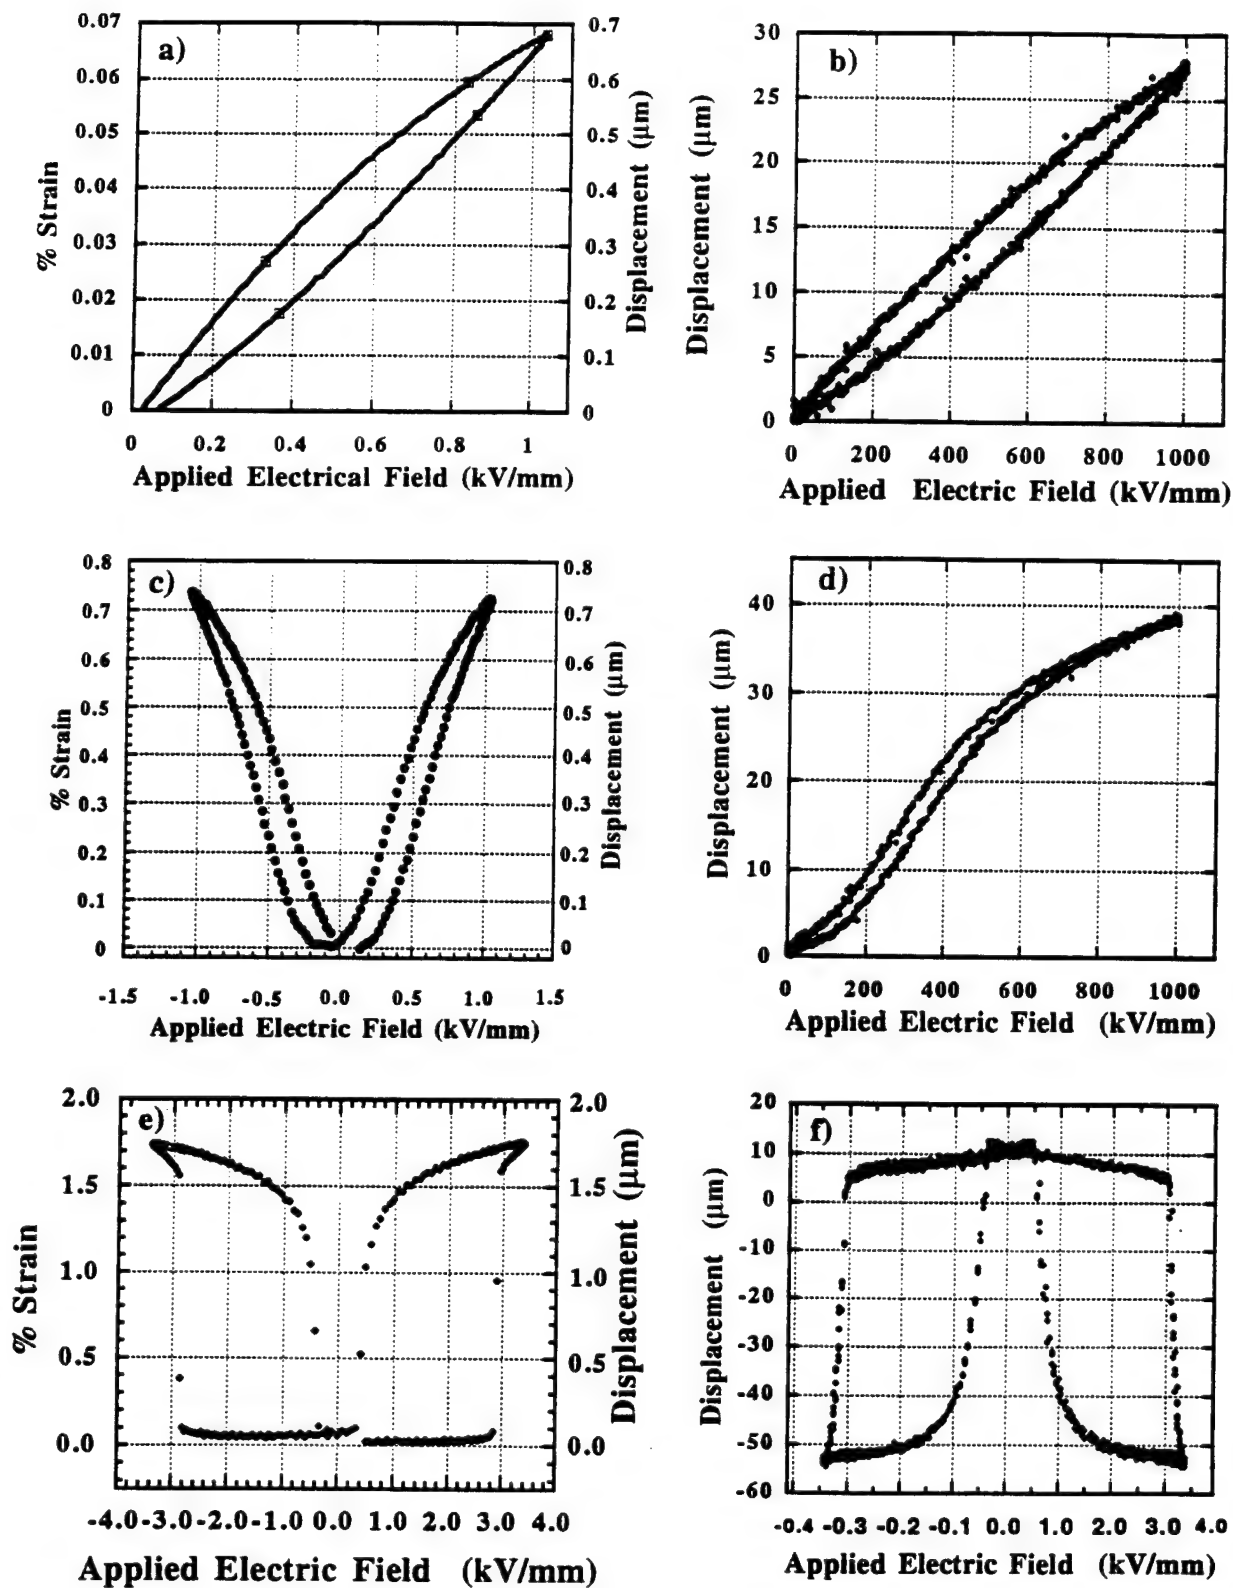 a)
0.07
0.06
0.05
0.04
0.03
0.02
0.01
0
% Strain
0.7
0.6
0.5
0.4
0.3
0.2
0.1
0
Displacement (μm)
0 0.2 0.4 0.6 0.8 1
Applied Electrical Field (kV/mm)
b)
30
25
20
15
10
5
0
Displacement (μm)
0 200 400 600 800 1000
Applied Electric Field (kV/mm)
c)
0.8
0.7
0.6
0.5
0.4
0.3
0.2
0.1
0
% Strain
0.8
0.7
0.6
0.5
0.4
0.3
0.2
0.1
0
Displacement (μm)
-1.5 -1.0 -0.5 0.0 0.5 1.0 1.5
Applied Electric Field (kV/mm)
d)
40
30
20
10
0
Displacement (μm)
0 200 400 600 800 1000
Applied Electric Field (kV/mm)
e)
2.0
1.5
1.0
0.5
0.0
% Strain
2.0
1.5
1.0
0.5
0.0
Displacement (μm)
-4.0 -3.0 -2.0 -1.0 0.0 1.0 2.0 3.0 4.0
Applied Electric Field (kV/mm)
f)
20
10
0
-50
-10
-20
-30
-40
-50
-60
Displacement (μm)
-0.4 -0.3 -0.2 -0.1 0.0 1.0 2.0 3.0 4.0
Applied Electric Field (kV/mm)